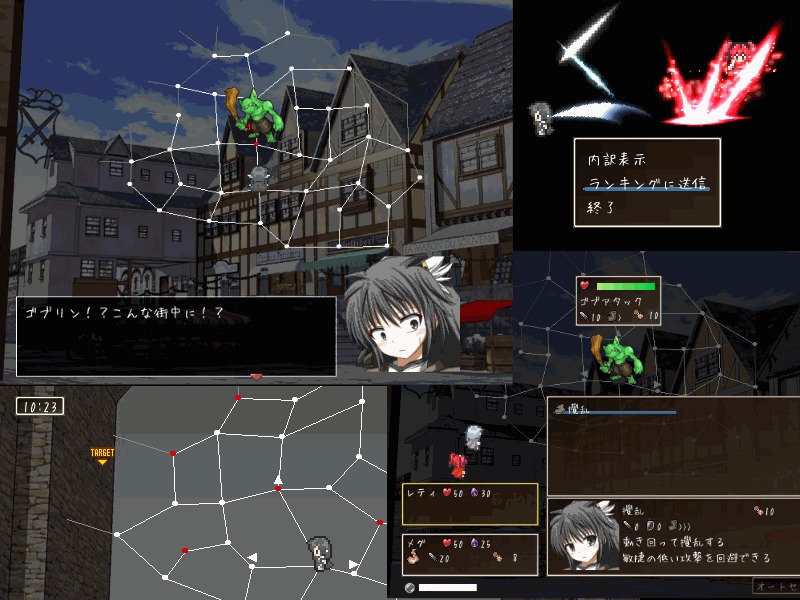 ゴブリン！？こんな街中に！？
内訳表示
ランキングに送信
終了
ゴブアタック
10
10
10:23
TARGET
攪乱
レティ 50 30
メグ 50 25
20 8
攪乱 10
0 0
動き回って攪乱する
敏捷の低い攻撃を回避できる
オートセ